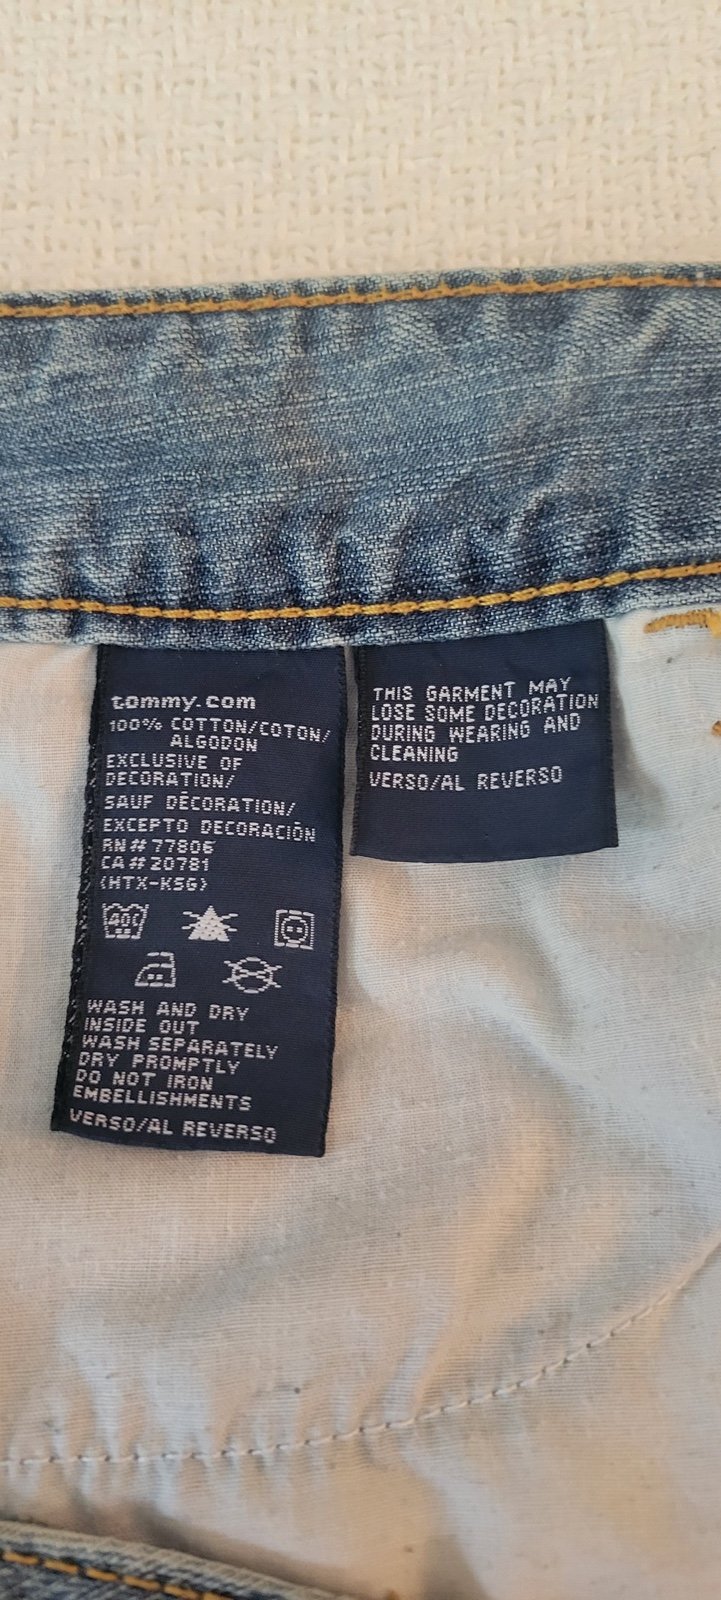 tommy.com
100% COTTON/COTON/
ALGODON
EXCLUSIVE OF
DECORATION/
SAUF DÉCORATION/
EXCEPTO DECORACIÓN
RN# 77806
CA# 20781
(HTX-KSG)
40C
WASH AND DRY
INSIDE OUT
WASH SEPARATELY
DRY PROMPTLY
DO NOT IRON
EMBELLISHMENTS
VERSO/AL REVERSO
THIS GARMENT MAY
LOSE SOME DECORATION
DURING WEARING AND
CLEANING
VERSO/AL REVERSO